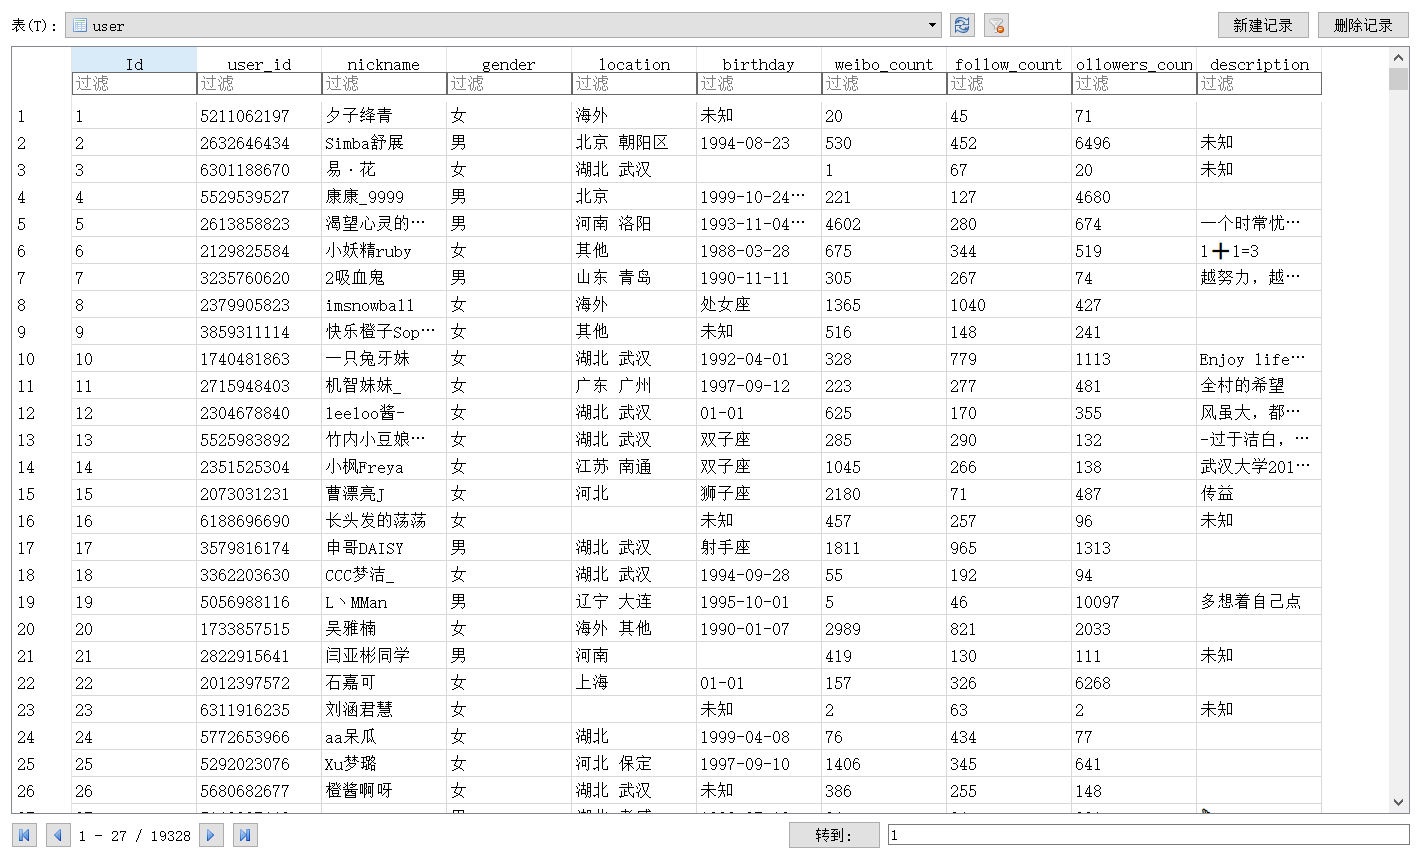 表(T): user 新建记录 删除记录
Id user_id nickname gender location birthday weibo_count follow_count ollowers_coun description
过滤 过滤 过滤 过滤 过滤 过滤 过滤 过滤 过滤 过滤
1 1 5211062197 夕子绛青 女 海外 未知 20 45 71
2 2 2632646434 Simba舒展 男 北京 朝阳区 1994-08-23 530 452 6496 未知
3 3 6301188670 易·花 女 湖北 武汉 1 67 20 未知
4 4 5529539527 康康_9999 男 北京 1999-10-24… 221 127 4680
5 5 2613858823 渴望心灵的… 男 河南 洛阳 1993-11-04… 4602 280 674 一个时常忧…
6 6 2129825584 小妖精ruby 女 其他 1988-03-28 675 344 519 1➕1=3
7 7 3235760620 2吸血鬼 男 山东 青岛 1990-11-11 305 267 74 越努力，越…
8 8 2379905823 imsnowball 女 海外 处女座 1365 1040 427
9 9 3859311114 快乐橙子Sop… 女 其他 未知 516 148 241
10 10 1740481863 一只兔牙妹 女 湖北 武汉 1992-04-01 328 779 1113 Enjoy life…
11 11 2715948403 机智妹妹_ 女 广东 广州 1997-09-12 223 277 481 全村的希望
12 12 2304678840 leeloo酱- 女 湖北 武汉 01-01 625 170 355 风虽大，都…
13 13 5525983892 竹内小豆娘… 女 湖北 武汉 双子座 285 290 132 -过于洁白，…
14 14 2351525304 小枫Freya 女 江苏 南通 双子座 1045 266 138 武汉大学201…
15 15 2073031231 曹漂亮J 女 河北 狮子座 2180 71 487 传益
16 16 6188696690 长头发的荡荡 女 未知 457 257 96 未知
17 17 3579816174 申哥DAISY 男 湖北 武汉 射手座 1811 965 1313
18 18 3362203630 CCC梦洁_ 女 湖北 武汉 1994-09-28 55 192 94
19 19 5056988116 L丶MMan 男 辽宁 大连 1995-10-01 5 46 10097 多想着自己点
20 20 1733857515 吴雅楠 女 海外 其他 1990-01-07 2989 821 2033
21 21 2822915641 闫亚彬同学 男 河南 419 130 111 未知
22 22 2012397572 石嘉可 女 上海 01-01 157 326 6268
23 23 6311916235 刘涵君慧 女 未知 2 63 2 未知
24 24 5772653966 aa呆瓜 女 湖北 1999-04-08 76 434 77
25 25 5292023076 Xu梦璐 女 河北 保定 1997-09-10 1406 345 641
26 26 5680682677 橙酱啊呀 女 湖北 武汉 未知 386 255 148
1 - 27 / 19328 转到: 1